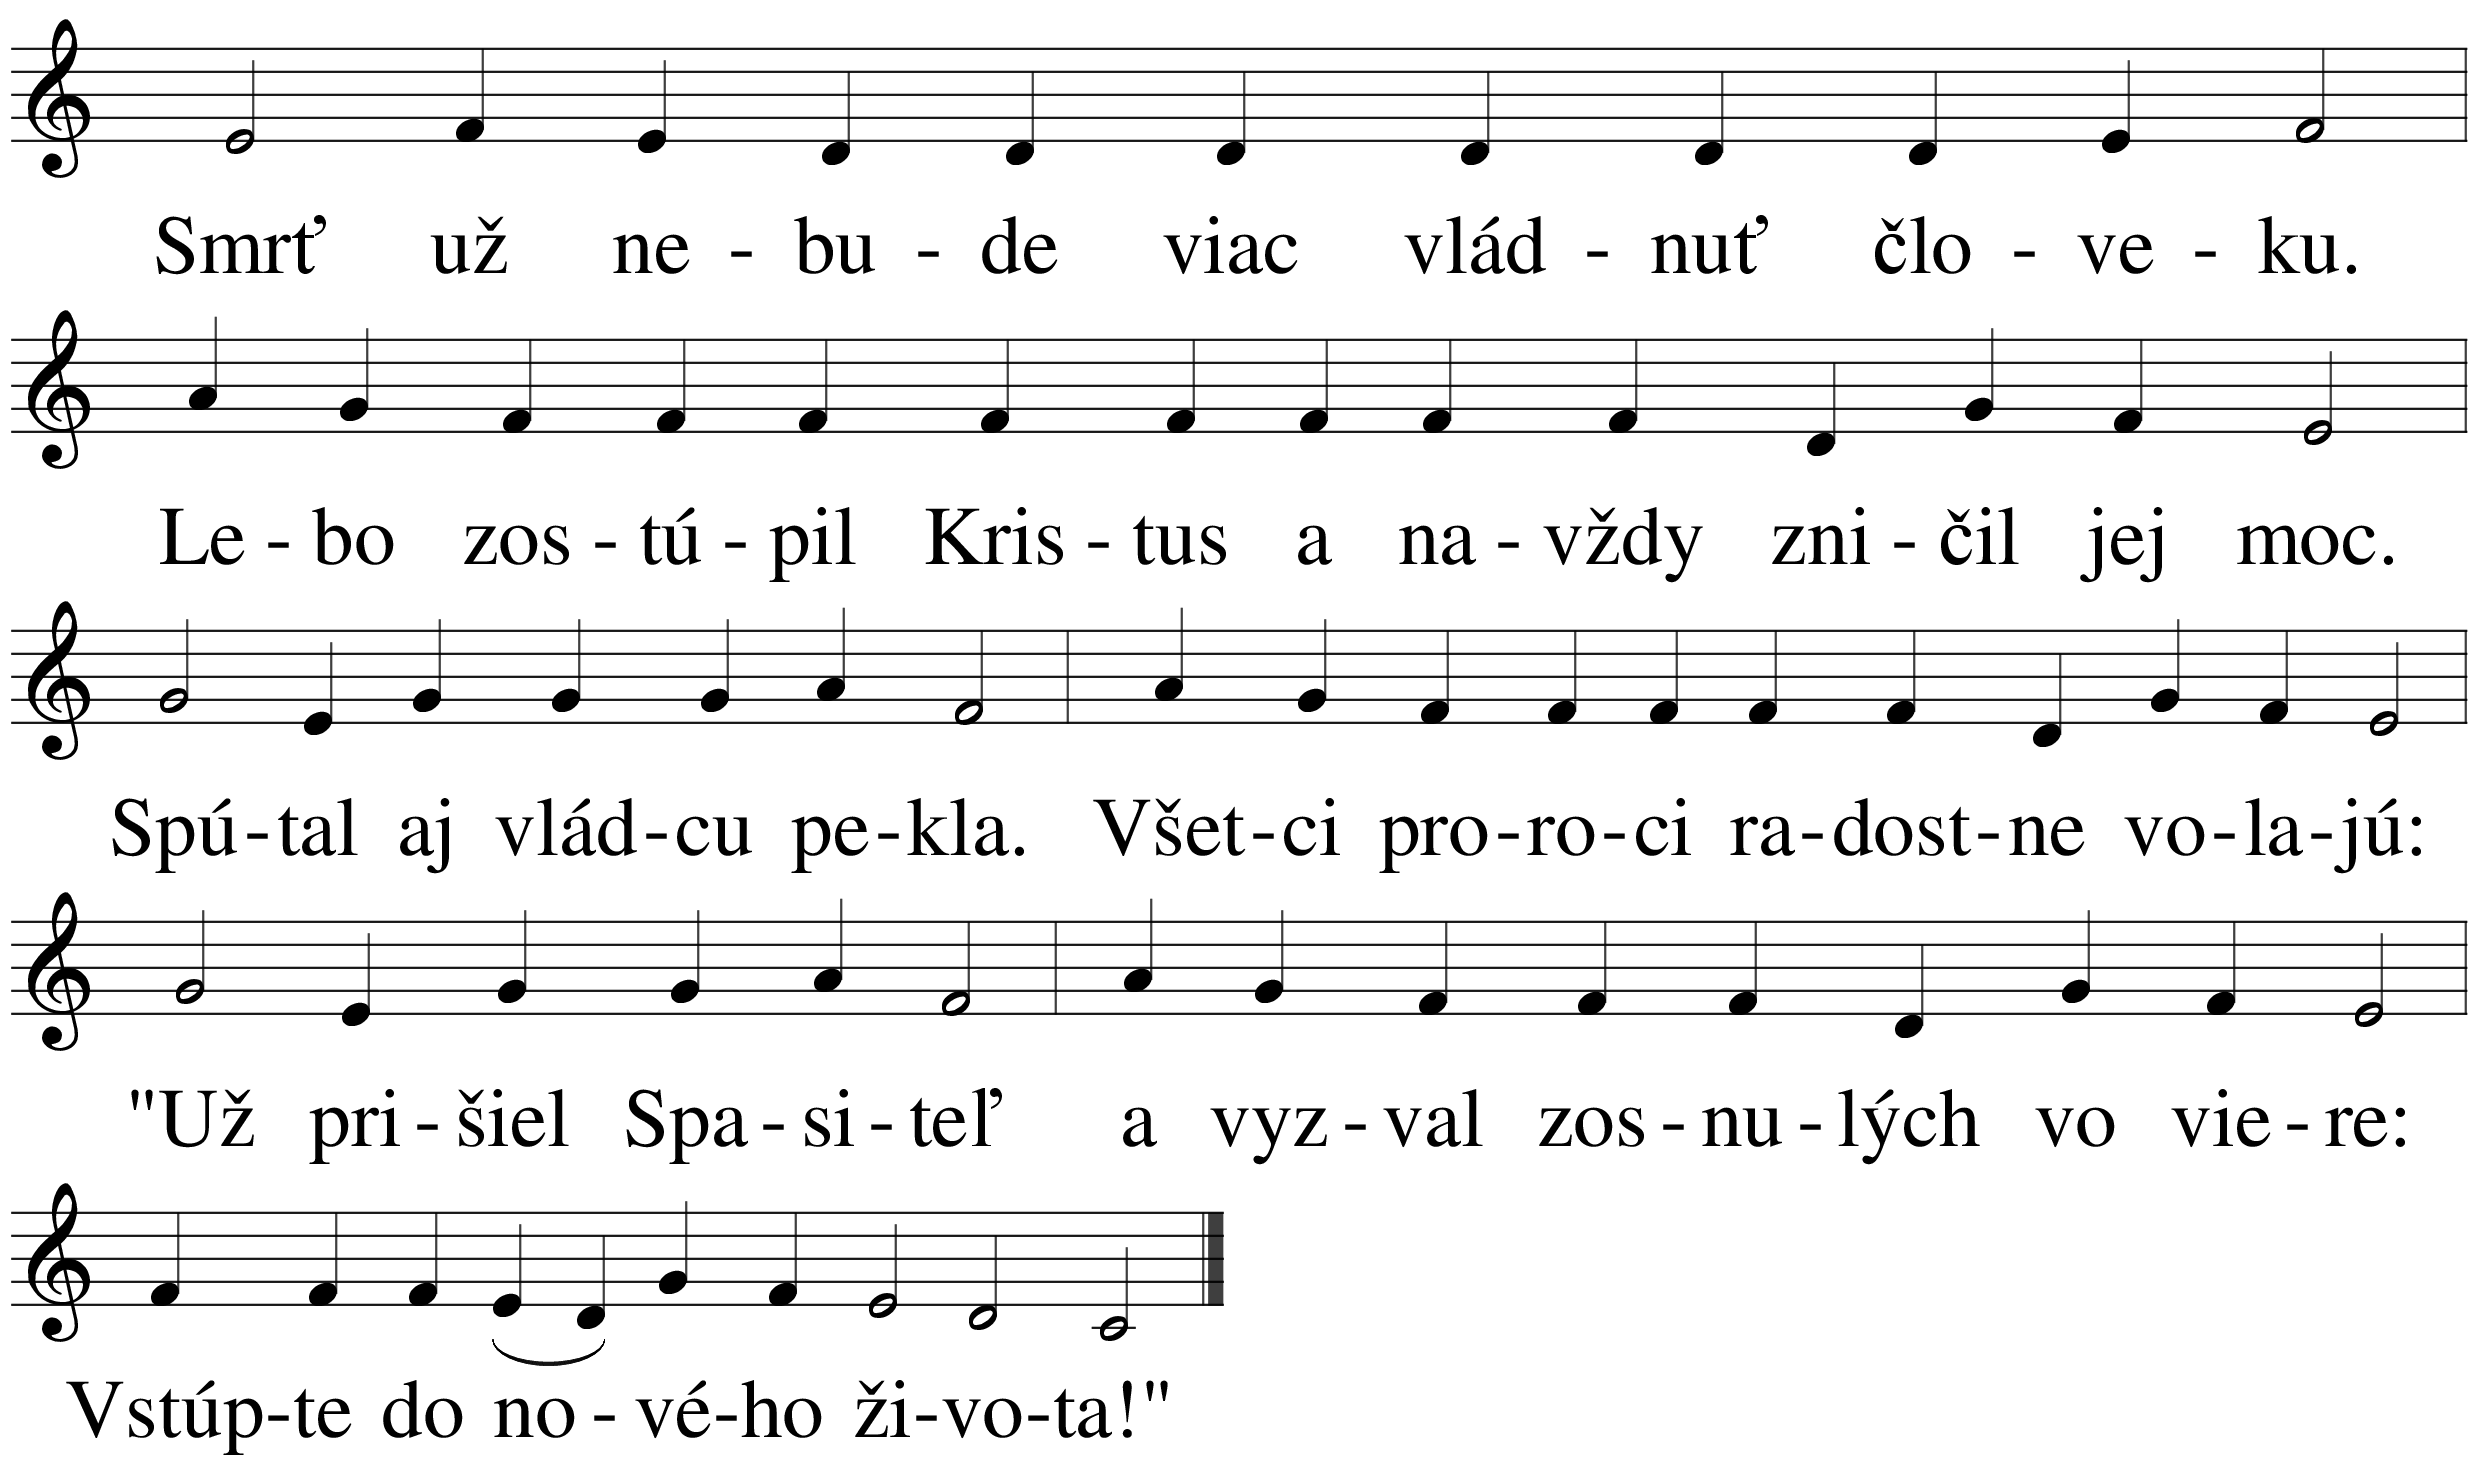 Smrť už ne - bu - de viac vlád - nuť člo - ve - ku.
Le - bo zos - tú - pil Kris - tus a na - vždy zni - čil jej moc.
Spú - tal aj vlád - cu pe - kla. Všet - ci pro - ro - ci ra - dost - ne vo - la - jú:
"Už pri - šiel Spa - si - teľ a vyz - val zos - nu - lých vo vie - re:
Vstúp - te do no - vé - ho ži - vo - ta!"